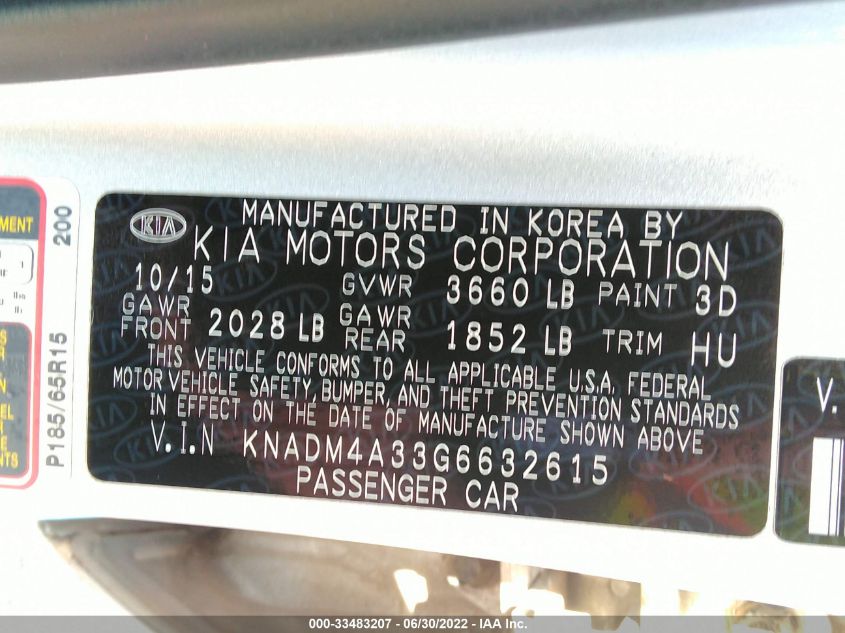 MENT
200
P185/65R15
KIA
MANUFACTURED IN KOREA BY
KIA MOTORS CORPORATION
10/15 GVWR 3660 LB PAINT 3D
GAWR FRONT 2028 LB GAWR REAR 1852 LB TRIM HU
THIS VEHICLE CONFORMS TO ALL APPLICABLE U.S.A. FEDERAL
MOTOR VEHICLE SAFETY, BUMPER, AND THEFT PREVENTION STANDARDS
IN EFFECT ON THE DATE OF MANUFACTURE SHOWN ABOVE
V.I.N KNADM4A33G6632615
PASSENGER CAR
V.
000-33483207 - 06/30/2022 - IAA Inc.